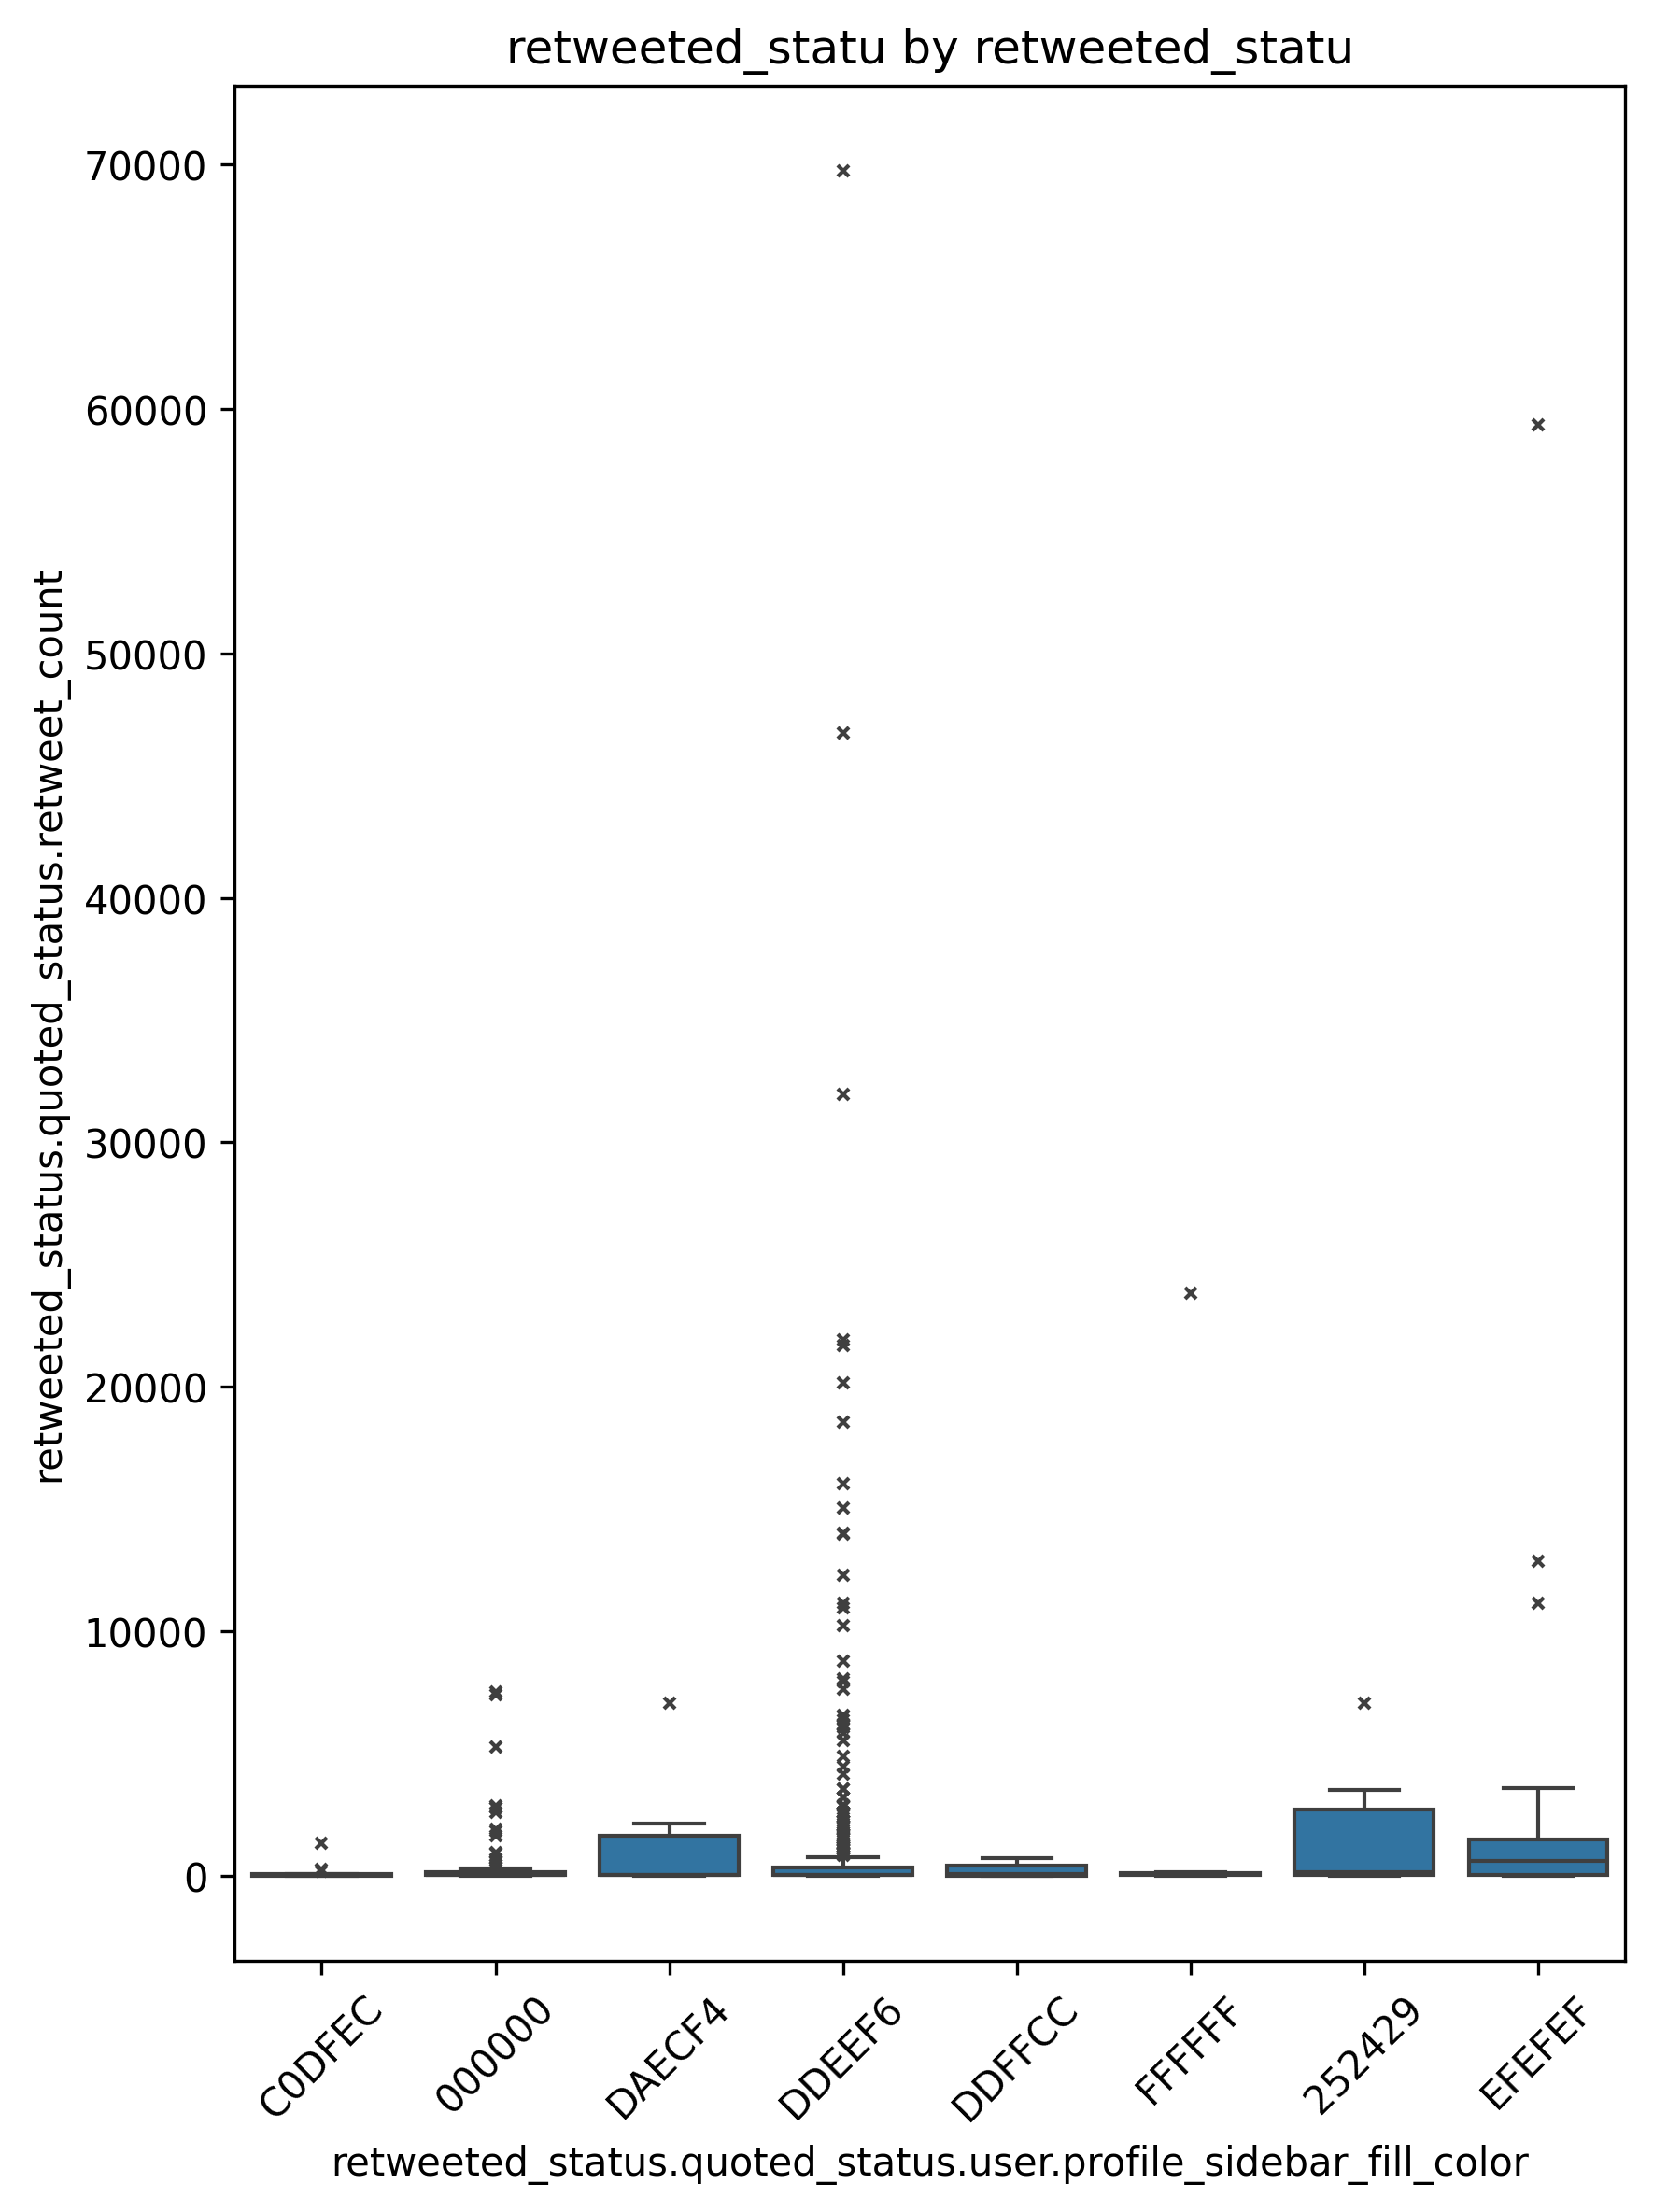 retweeted_statu by retweeted_statu
retweeted_status.quoted_status.retweet_count
70000
60000
50000
40000
30000
20000
10000
0
C0DFEC
000000
DAECF4
DDEEF6
DDFFCC
FFFFFF
252429
EFEFEF
retweeted_status.quoted_status.user.profile_sidebar_fill_color